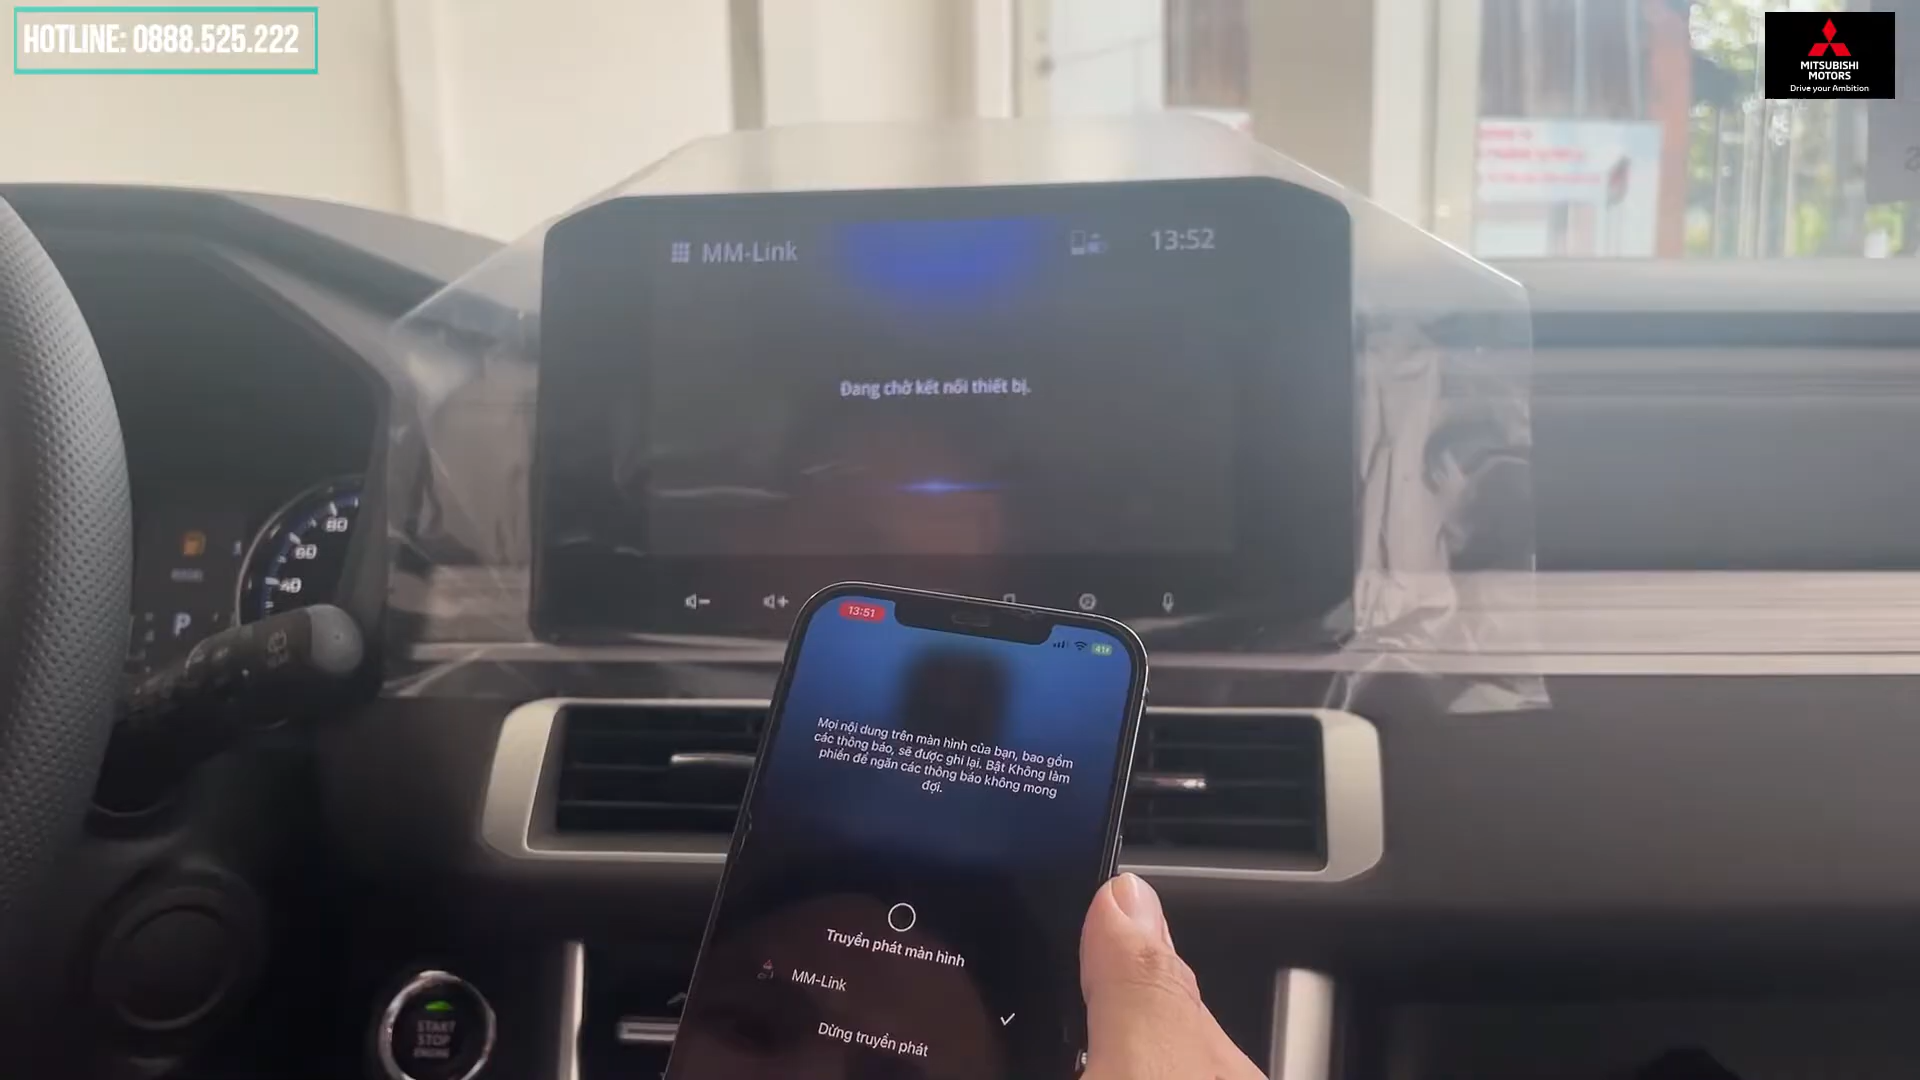 HOTLINE: 0888.525.222
MITSUBISHI
MOTORS
Drive your Ambition
MM-Link
13:52
Đang chờ kết nối thiết bị.
80
60
40
P
13:51
41
Mọi nội dung trên màn hình của bạn, bao gồm
các thông báo, sẽ được ghi lại. Bật Không làm
phiền để ngăn các thông báo không mong
đợi.
Truyền phát màn hình
MM-Link
Dừng truyền phát
START
STOP
ENGINE